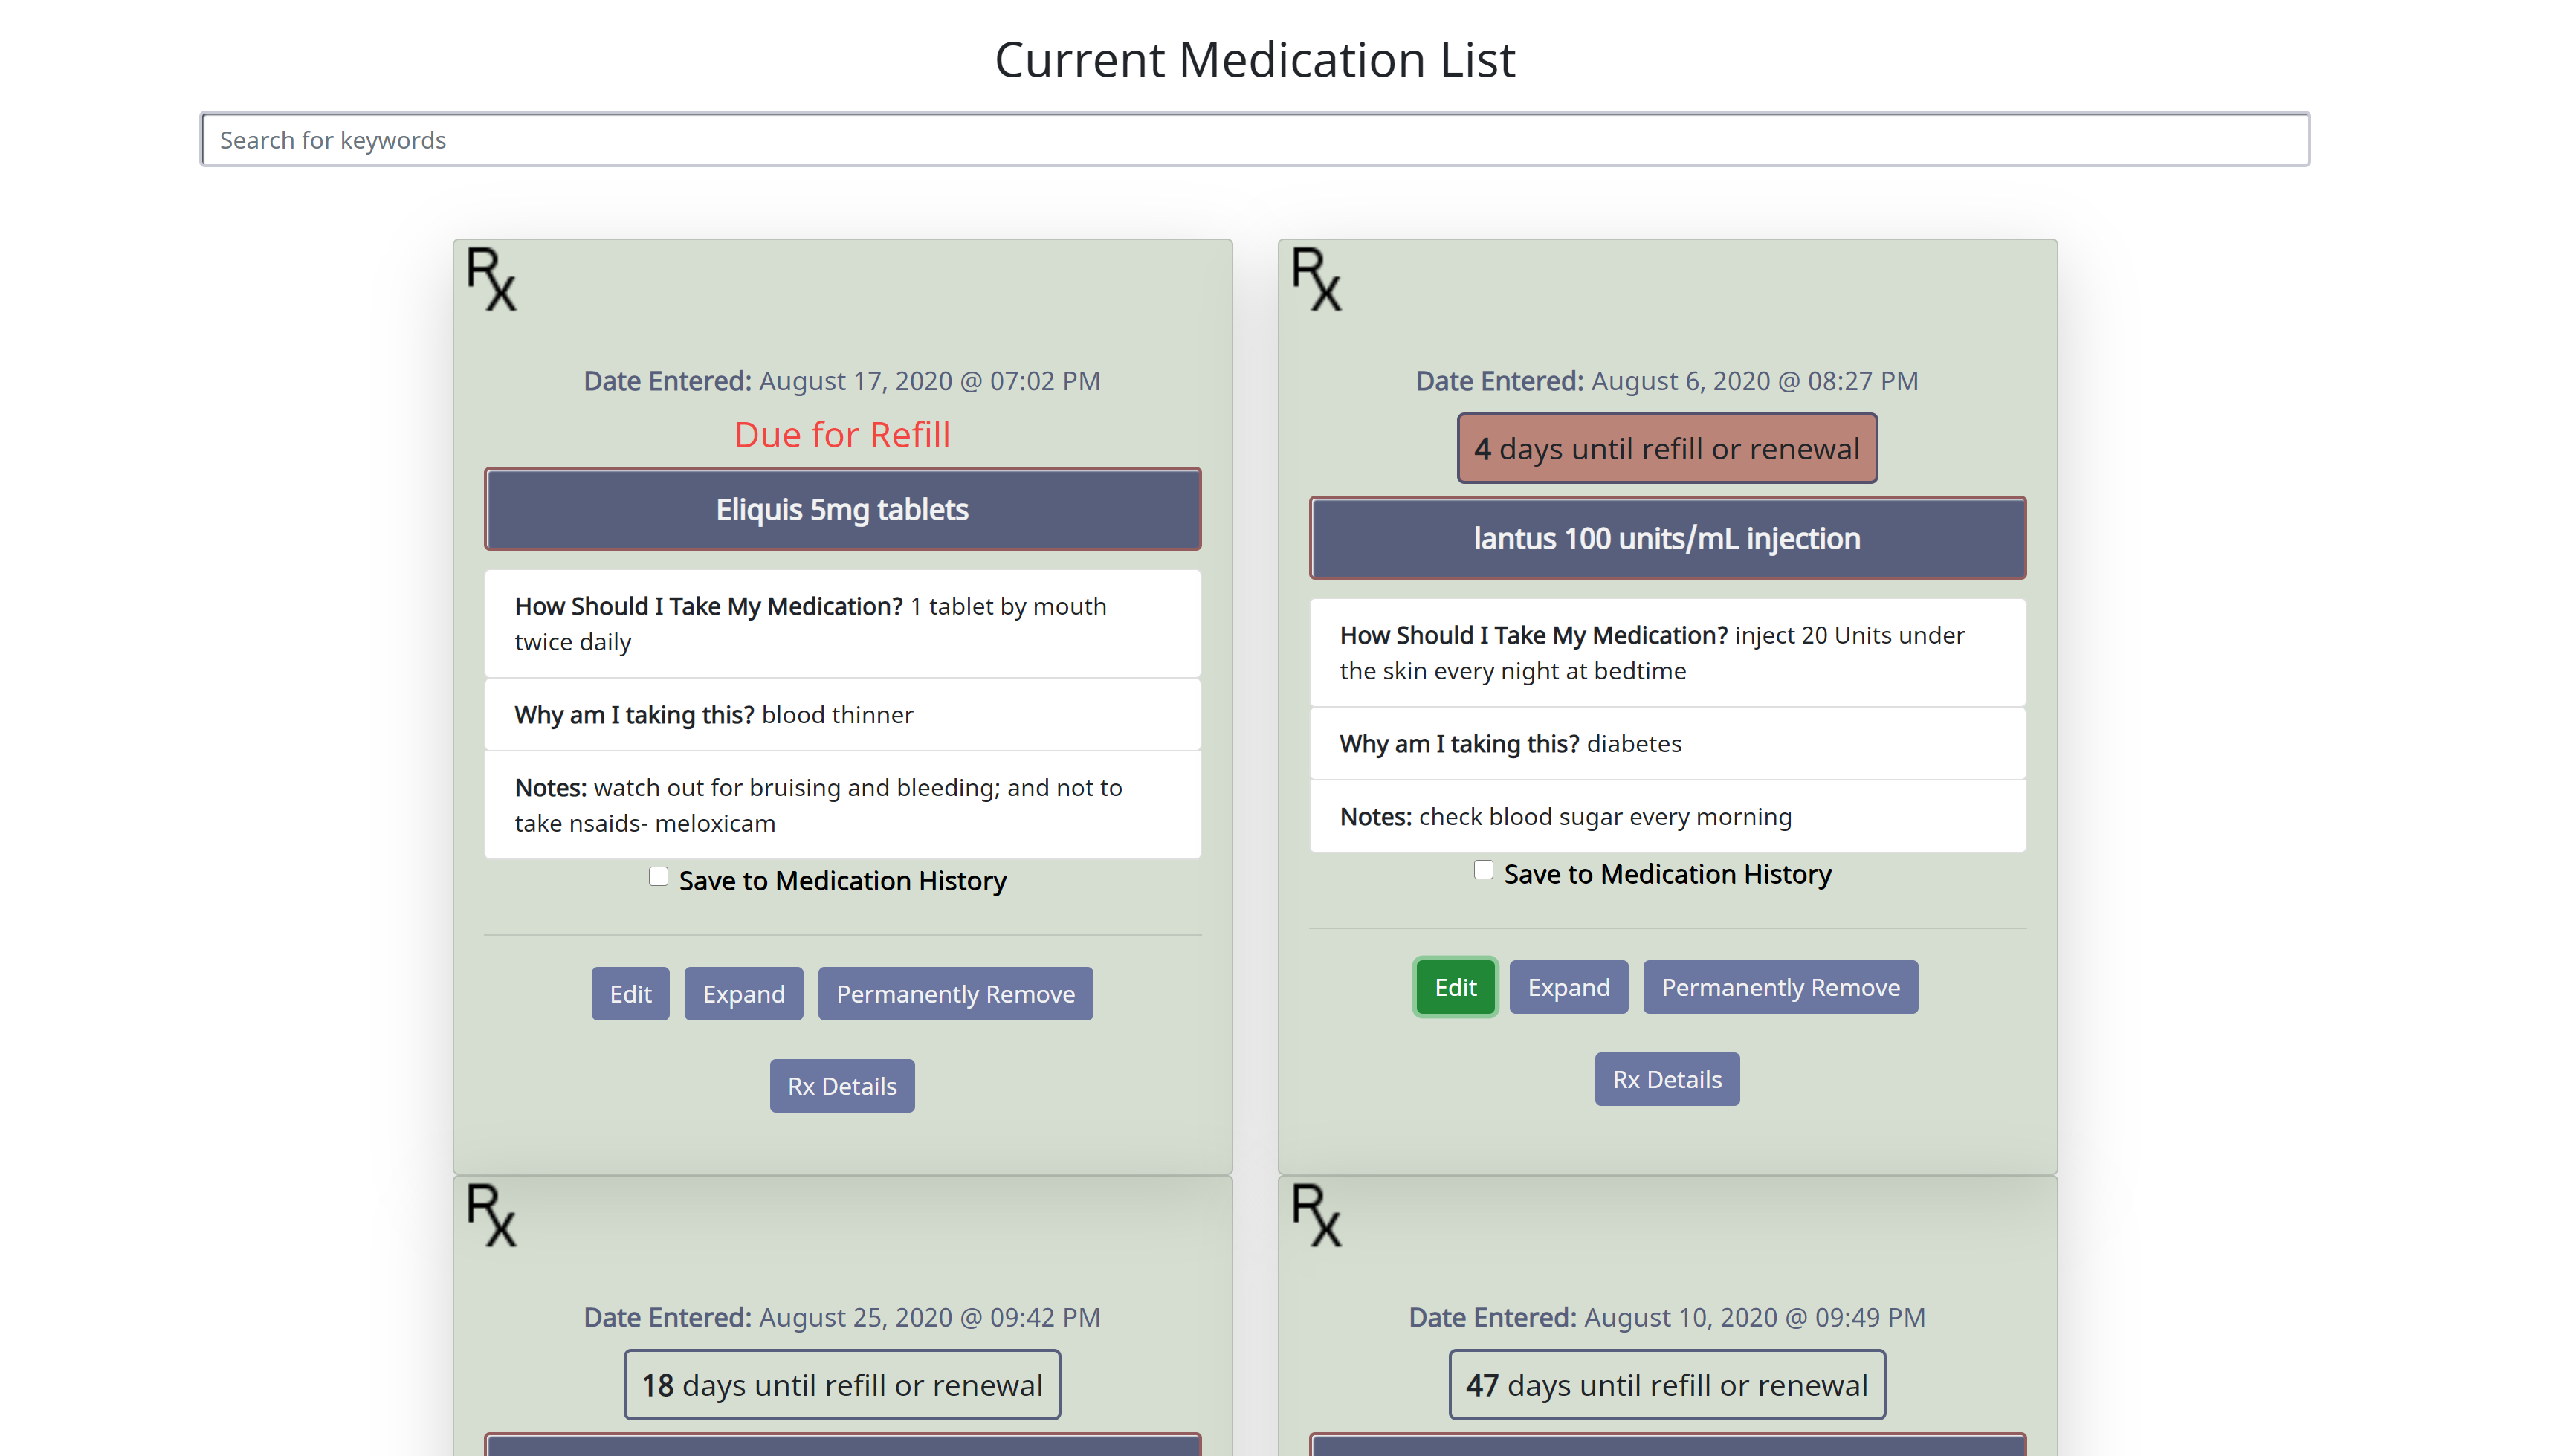 Current Medication List
Search for keywords
Rx
Date Entered: August 17, 2020 @ 07:02 PM
Due for Refill
Eliquis 5mg tablets
How Should I Take My Medication? 1 tablet by mouth
twice daily
Why am I taking this? blood thinner
Notes: watch out for bruising and bleeding; and not to
take nsaids- meloxicam
Save to Medication History
Edit Expand Permanently Remove
Rx Details
Rx
Date Entered: August 6, 2020 @ 08:27 PM
4 days until refill or renewal
lantus 100 units/mL injection
How Should I Take My Medication? inject 20 Units under
the skin every night at bedtime
Why am I taking this? diabetes
Notes: check blood sugar every morning
Save to Medication History
Edit Expand Permanently Remove
Rx Details
Rx
Date Entered: August 25, 2020 @ 09:42 PM
18 days until refill or renewal
Rx
Date Entered: August 10, 2020 @ 09:49 PM
47 days until refill or renewal